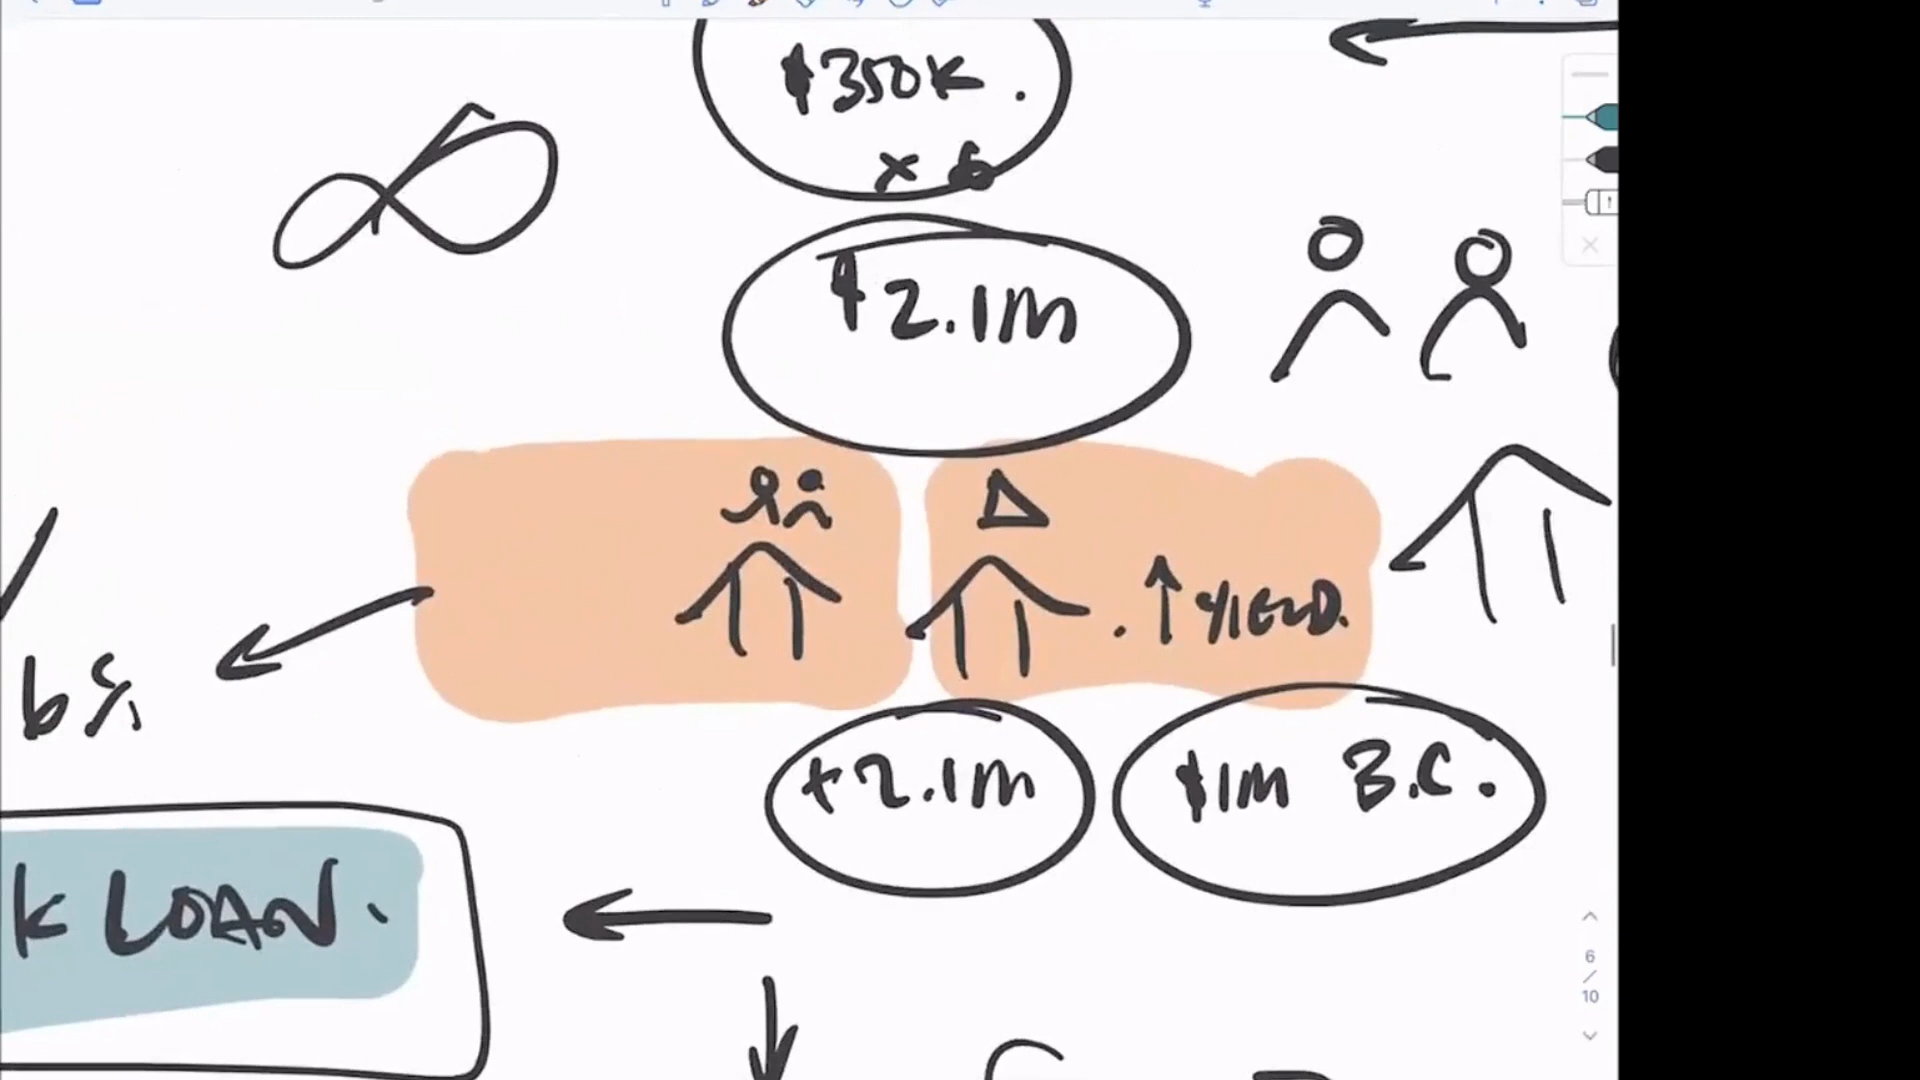 $350K.
x 6
$2.1M
↑ YIELD.
6%
+2.1M
$1M B.C.
K LOAN.
6
/
10